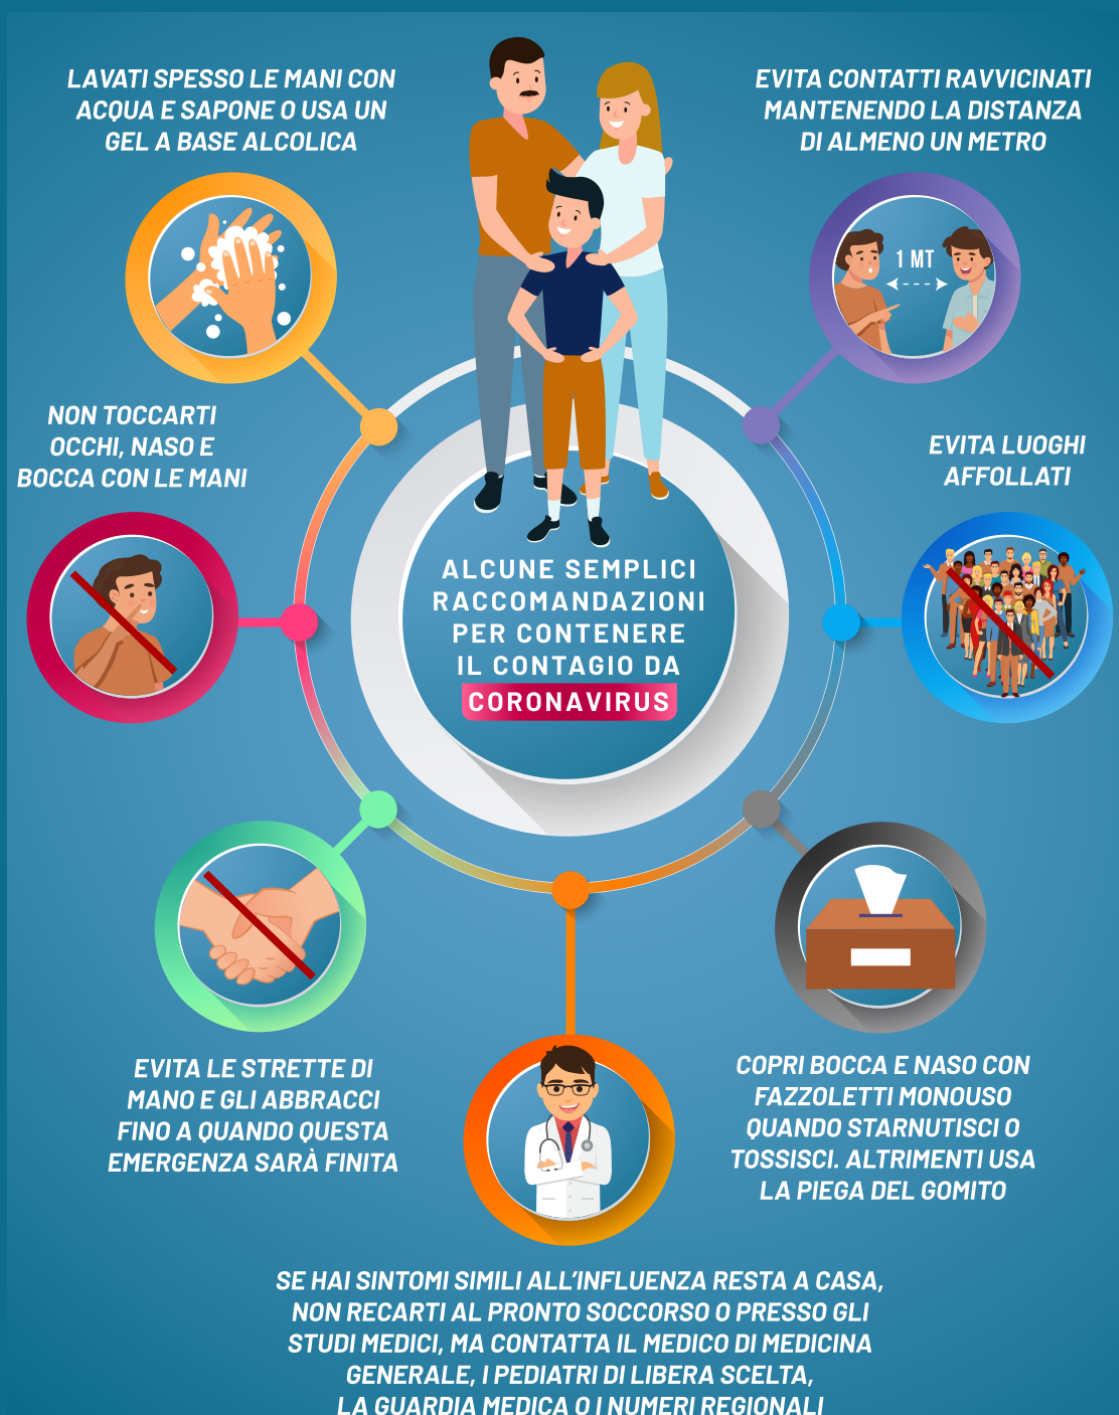 LAVATI SPESSO LE MANI CON
ACQUA E SAPONE O USA UN
GEL A BASE ALCOLICA
EVITA CONTATTI RAVVICINATI
MANTENENDO LA DISTANZA
DI ALMENO UN METRO
1 MT
NON TOCCARTI
OCCHI, NASO E
BOCCA CON LE MANI
EVITA LUOGHI
AFFOLLATI
ALCUNE SEMPLICI
RACCOMANDAZIONI
PER CONTENERE
IL CONTAGIO DA
CORONAVIRUS
EVITA LE STRETTE DI
MANO E GLI ABBRACCI
FINO A QUANDO QUESTA
EMERGENZA SARÀ FINITA
COPRI BOCCA E NASO CON
FAZZOLETTI MONOUSO
QUANDO STARNUTISCI O
TOSSISCI. ALTRIMENTI USA
LA PIEGA DEL GOMITO
SE HAI SINTOMI SIMILI ALL'INFLUENZA RESTA A CASA,
NON RECARTI AL PRONTO SOCCORSO O PRESSO GLI
STUDI MEDICI, MA CONTATTA IL MEDICO DI MEDICINA
GENERALE, I PEDIATRI DI LIBERA SCELTA,
LA GUARDIA MEDICA O I NUMERI REGIONALI